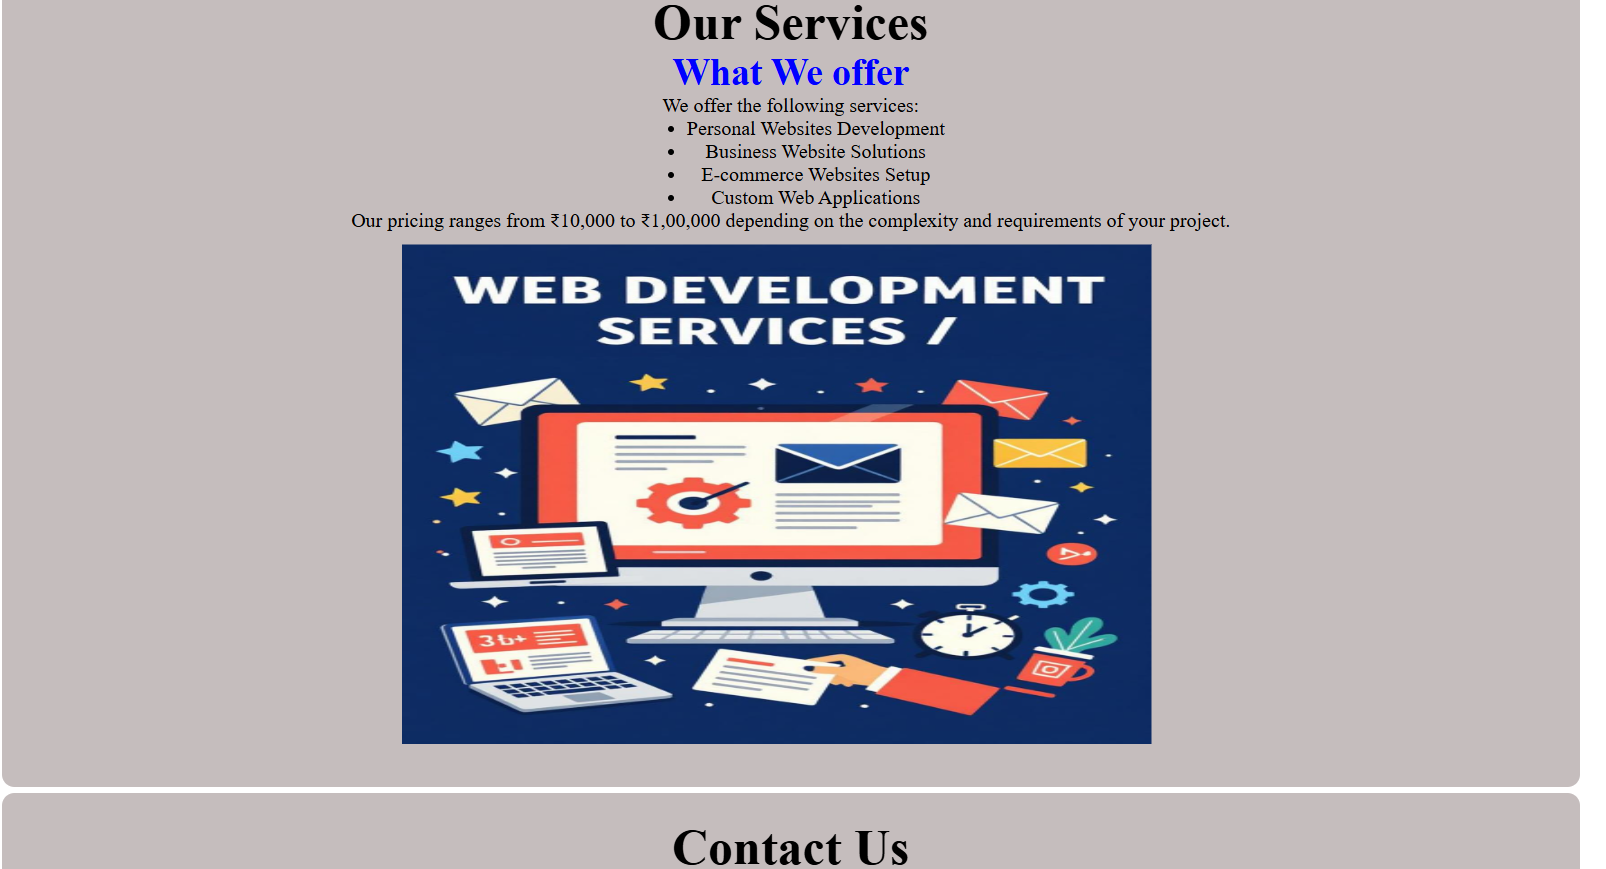 Our Services
What We offer
We offer the following services:
• Personal Websites Development
• Business Website Solutions
• E-commerce Websites Setup
• Custom Web Applications
Our pricing ranges from ₹10,000 to ₹1,00,000 depending on the complexity and requirements of your project.
WEB DEVELOPMENT
SERVICES /
3b+
Contact Us